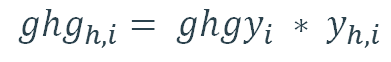 ghg_{h,i} = ghgy_i * y_{h,i}